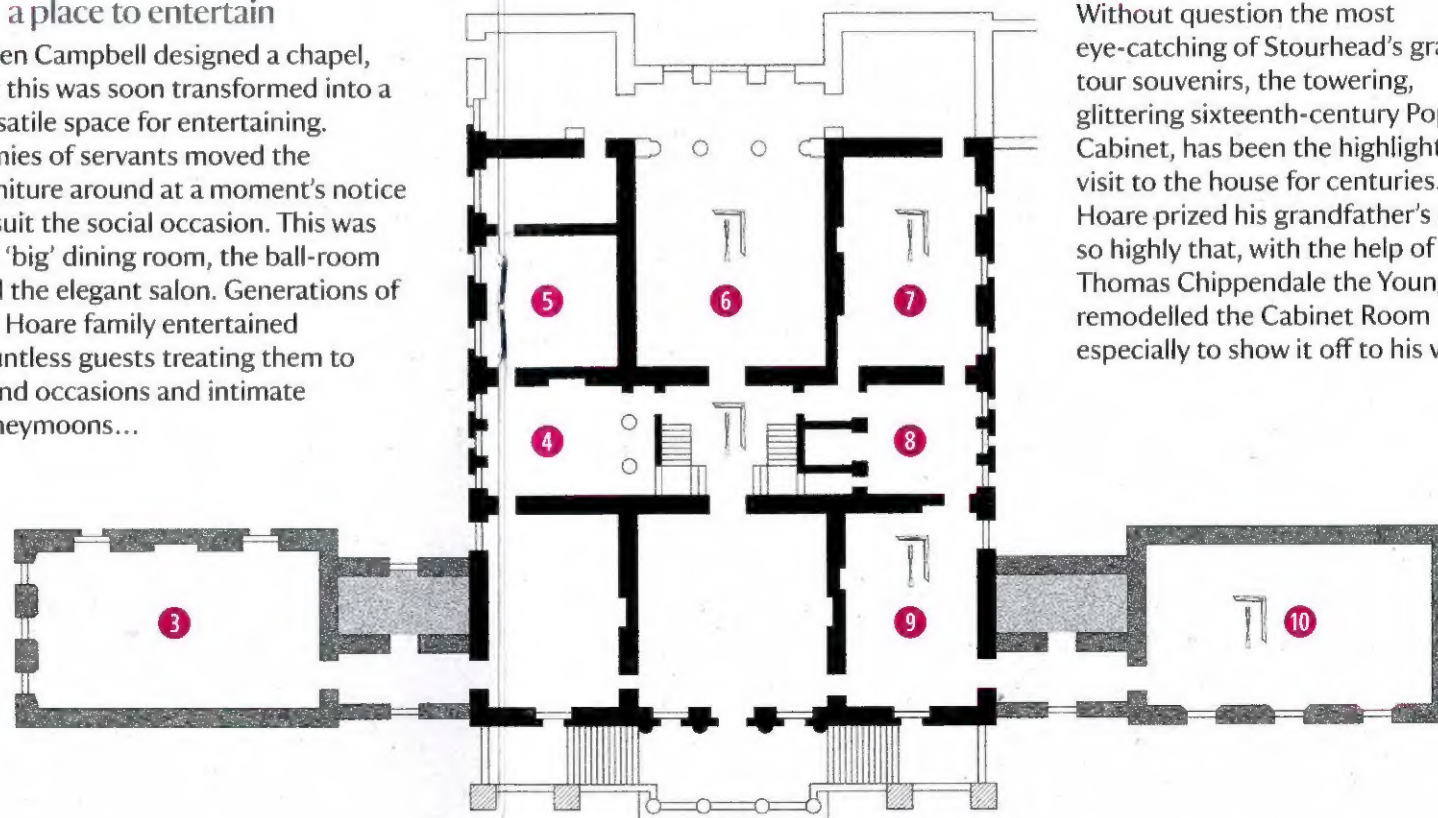 a place to entertain
en Campbell designed a chapel,
this was soon transformed into a
satile space for entertaining.
nies of servants moved the
niture around at a moment's notice
suit the social occasion. This was
'big' dining room, the ball-room
the elegant salon. Generations of
Hoare family entertained
untless guests treating them to
nd occasions and intimate
neymoons…
Without question the most
eye-catching of Stourhead's gra
tour souvenirs, the towering,
glittering sixteenth-century Pop
Cabinet, has been the highlight
visit to the house for centuries.
Hoare prized his grandfather's
so highly that, with the help of
Thomas Chippendale the Youn
remodelled the Cabinet Room
especially to show it off to his v
5
6
7
4
8
3
9
10